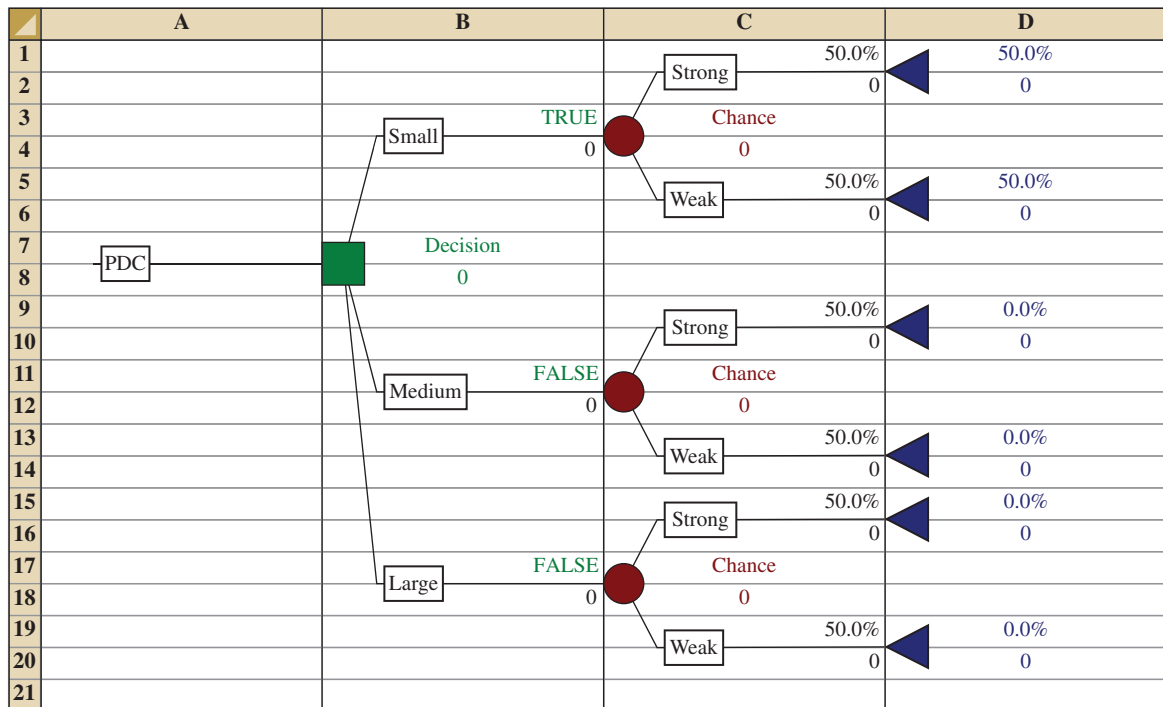 A B C D
1 50.0% 50.0%
Strong
2 0 0
3 TRUE Chance
Small
4 0 0
5 50.0% 50.0%
Weak
6 0 0
7 Decision
PDC
8 0
9 50.0% 0.0%
Strong
10 0 0
11 FALSE Chance
Medium
12 0 0
13 50.0% 0.0%
Weak
14 0 0
15 50.0% 0.0%
Strong
16 0 0
17 FALSE Chance
Large
18 0 0
19 50.0% 0.0%
Weak
20 0 0
21